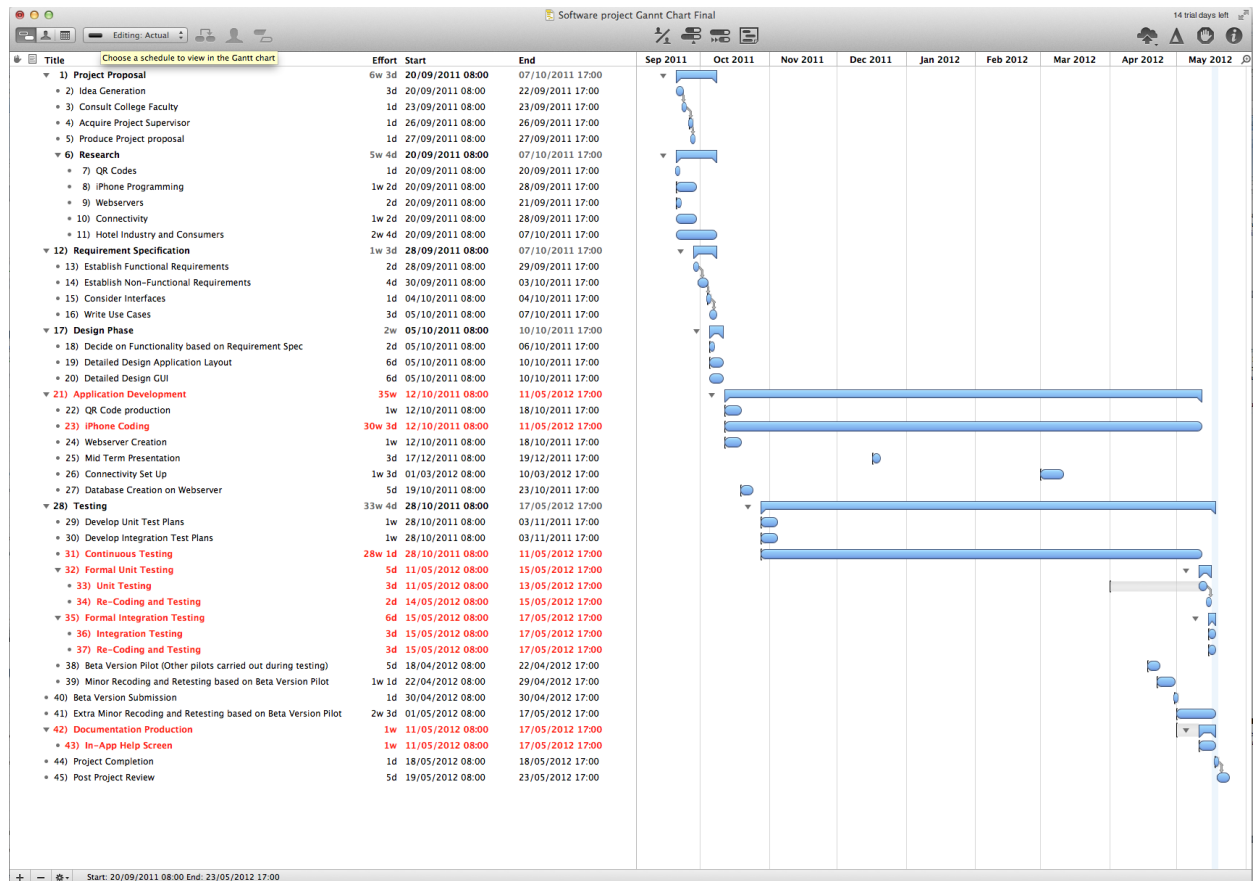 Software project Gannt Chart Final
14 trial days left
Editing: Actual
Choose a schedule to view in the Gantt chart
Title Effort Start End Sep 2011 Oct 2011 Nov 2011 Dec 2011 Jan 2012 Feb 2012 Mar 2012 Apr 2012 May 2012
1) Project Proposal 6w 3d 20/09/2011 08:00 07/10/2011 17:00
2) Idea Generation 3d 20/09/2011 08:00 22/09/2011 17:00
3) Consult College Faculty 1d 23/09/2011 08:00 23/09/2011 17:00
4) Acquire Project Supervisor 1d 26/09/2011 08:00 26/09/2011 17:00
5) Produce Project proposal 1d 27/09/2011 08:00 27/09/2011 17:00
6) Research 5w 4d 20/09/2011 08:00 07/10/2011 17:00
7) QR Codes 1d 20/09/2011 08:00 20/09/2011 17:00
8) iPhone Programming 1w 2d 20/09/2011 08:00 28/09/2011 17:00
9) Webservers 2d 20/09/2011 08:00 21/09/2011 17:00
10) Connectivity 1w 2d 20/09/2011 08:00 28/09/2011 17:00
11) Hotel Industry and Consumers 2w 4d 20/09/2011 08:00 07/10/2011 17:00
12) Requirement Specification 1w 3d 28/09/2011 08:00 07/10/2011 17:00
13) Establish Functional Requirements 2d 28/09/2011 08:00 29/09/2011 17:00
14) Establish Non-Functional Requirements 4d 30/09/2011 08:00 03/10/2011 17:00
15) Consider Interfaces 1d 04/10/2011 08:00 04/10/2011 17:00
16) Write Use Cases 3d 05/10/2011 08:00 07/10/2011 17:00
17) Design Phase 2w 05/10/2011 08:00 10/10/2011 17:00
18) Decide on Functionality based on Requirement Spec 2d 05/10/2011 08:00 06/10/2011 17:00
19) Detailed Design Application Layout 6d 05/10/2011 08:00 10/10/2011 17:00
20) Detailed Design GUI 6d 05/10/2011 08:00 10/10/2011 17:00
21) Application Development 35w 12/10/2011 08:00 11/05/2012 17:00
22) QR Code production 1w 12/10/2011 08:00 18/10/2011 17:00
23) iPhone Coding 30w 3d 12/10/2011 08:00 11/05/2012 17:00
24) Webserver Creation 1w 12/10/2011 08:00 18/10/2011 17:00
25) Mid Term Presentation 3d 17/12/2011 08:00 19/12/2011 17:00
26) Connectivity Set Up 1w 3d 01/03/2012 08:00 10/03/2012 17:00
27) Database Creation on Webserver 5d 19/10/2011 08:00 23/10/2011 17:00
28) Testing 33w 4d 28/10/2011 08:00 17/05/2012 17:00
29) Develop Unit Test Plans 1w 28/10/2011 08:00 03/11/2011 17:00
30) Develop Integration Test Plans 1w 28/10/2011 08:00 03/11/2011 17:00
31) Continuous Testing 28w 1d 28/10/2011 08:00 11/05/2012 17:00
32) Formal Unit Testing 5d 11/05/2012 08:00 15/05/2012 17:00
33) Unit Testing 3d 11/05/2012 08:00 13/05/2012 17:00
34) Re-Coding and Testing 2d 14/05/2012 08:00 15/05/2012 17:00
35) Formal Integration Testing 6d 15/05/2012 08:00 17/05/2012 17:00
36) Integration Testing 3d 15/05/2012 08:00 17/05/2012 17:00
37) Re-Coding and Testing 3d 15/05/2012 08:00 17/05/2012 17:00
38) Beta Version Pilot (Other pilots carried out during testing) 5d 18/04/2012 08:00 22/04/2012 17:00
39) Minor Recoding and Retesting based on Beta Version Pilot 1w 1d 22/04/2012 08:00 29/04/2012 17:00
40) Beta Version Submission 1d 30/04/2012 08:00 30/04/2012 17:00
41) Extra Minor Recoding and Retesting based on Beta Version Pilot 2w 3d 01/05/2012 08:00 17/05/2012 17:00
42) Documentation Production 1w 11/05/2012 08:00 17/05/2012 17:00
43) In-App Help Screen 1w 11/05/2012 08:00 17/05/2012 17:00
44) Project Completion 1d 18/05/2012 08:00 18/05/2012 17:00
45) Post Project Review 5d 19/05/2012 08:00 23/05/2012 17:00
Start: 20/09/2011 08:00 End: 23/05/2012 17:00